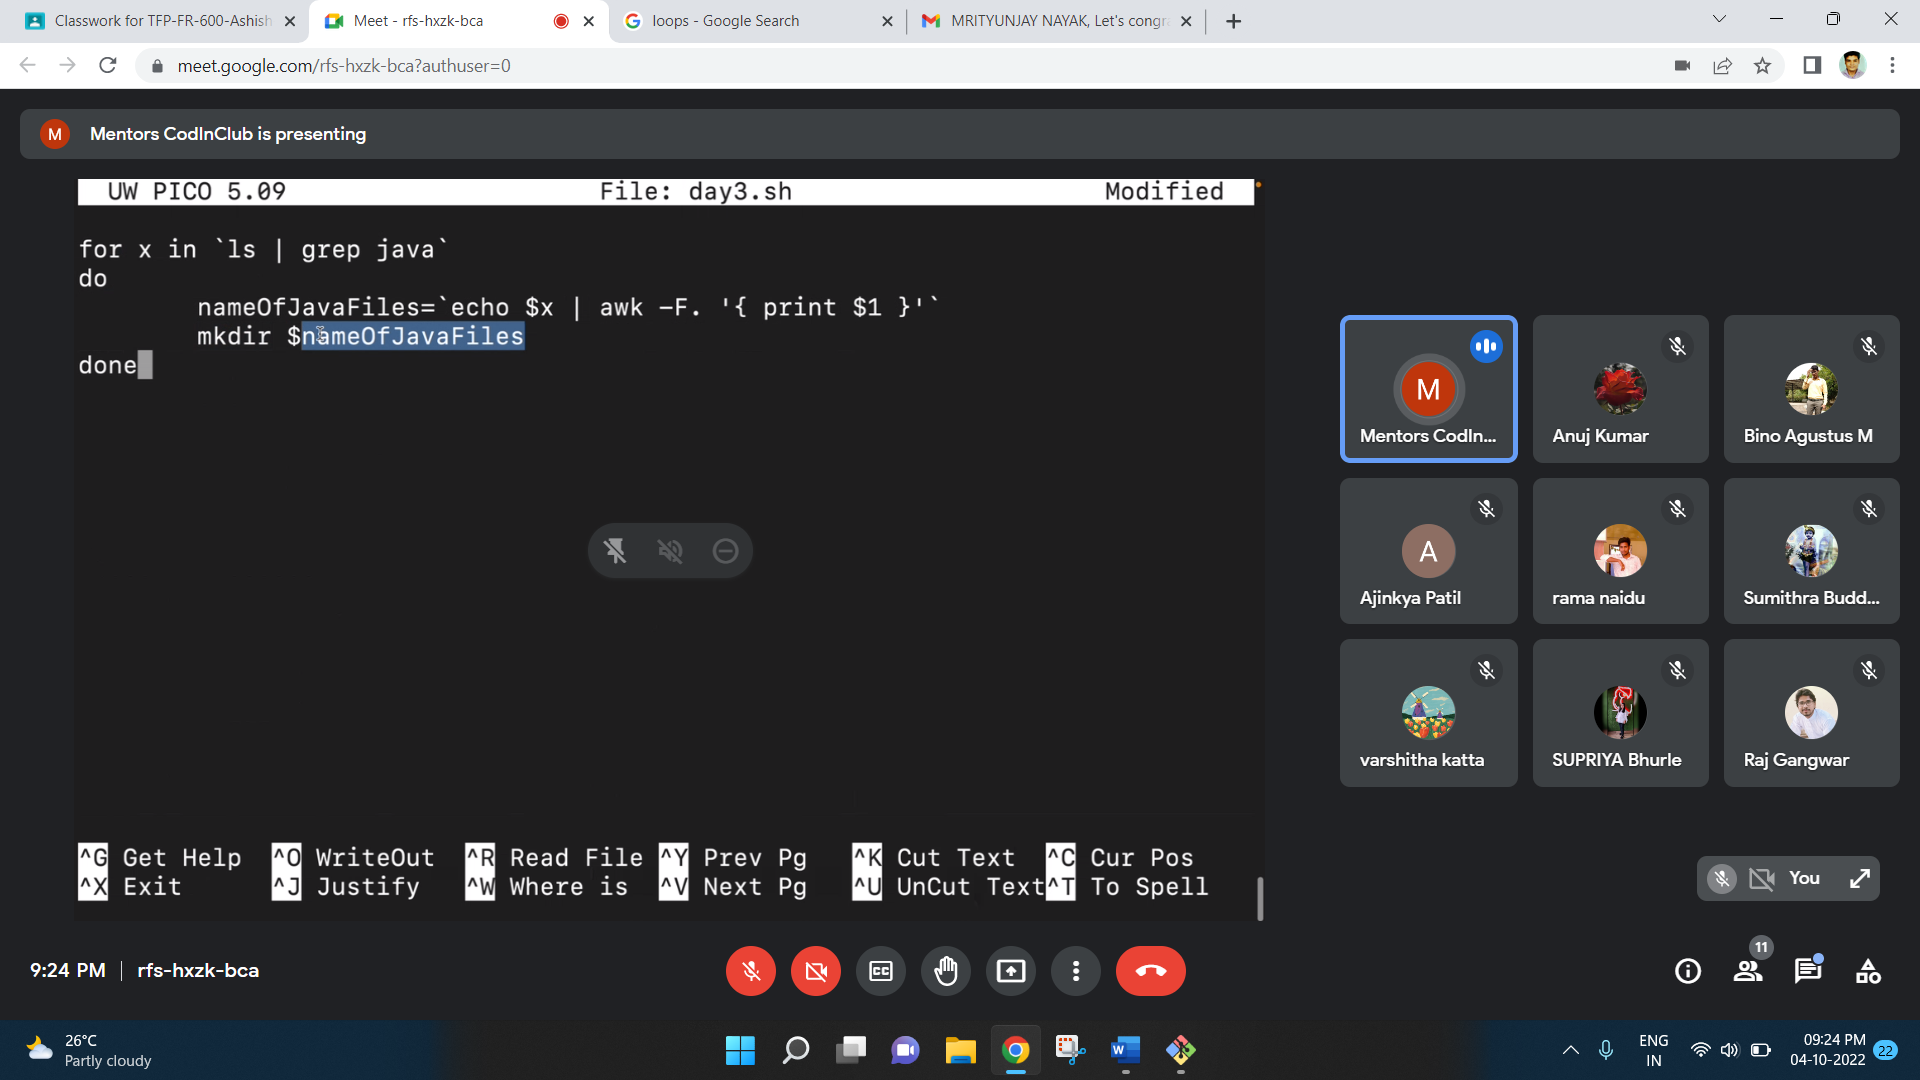 Classwork for TFP-FR-600-Ashish
Meet - rfs-hxzk-bca
loops - Google Search
MRITYUNJAY NAYAK, Let's congr
meet.google.com/rfs-hxzk-bca?authuser=0
M
Mentors CodInClub is presenting
UW PICO 5.09 File: day3.sh Modified
for x in `ls | grep java`
do
nameOfJavaFiles=`echo $x | awk -F. '{ print $1 }'`
mkdir $nameOfJavaFiles
done
^G Get Help ^O WriteOut ^R Read File ^Y Prev Pg ^K Cut Text ^C Cur Pos
^X Exit ^J Justify ^W Where is ^V Next Pg ^U UnCut Text ^T To Spell
M
Mentors CodIn...
Anuj Kumar
Bino Agustus M
A
Ajinkya Patil
rama naidu
Sumithra Budd...
varshitha katta
SUPRIYA Bhurle
Raj Gangwar
You
9:24 PM | rfs-hxzk-bca
CC
11
26°C
Partly cloudy
W
ENG
IN
09:24 PM
04-10-2022
22